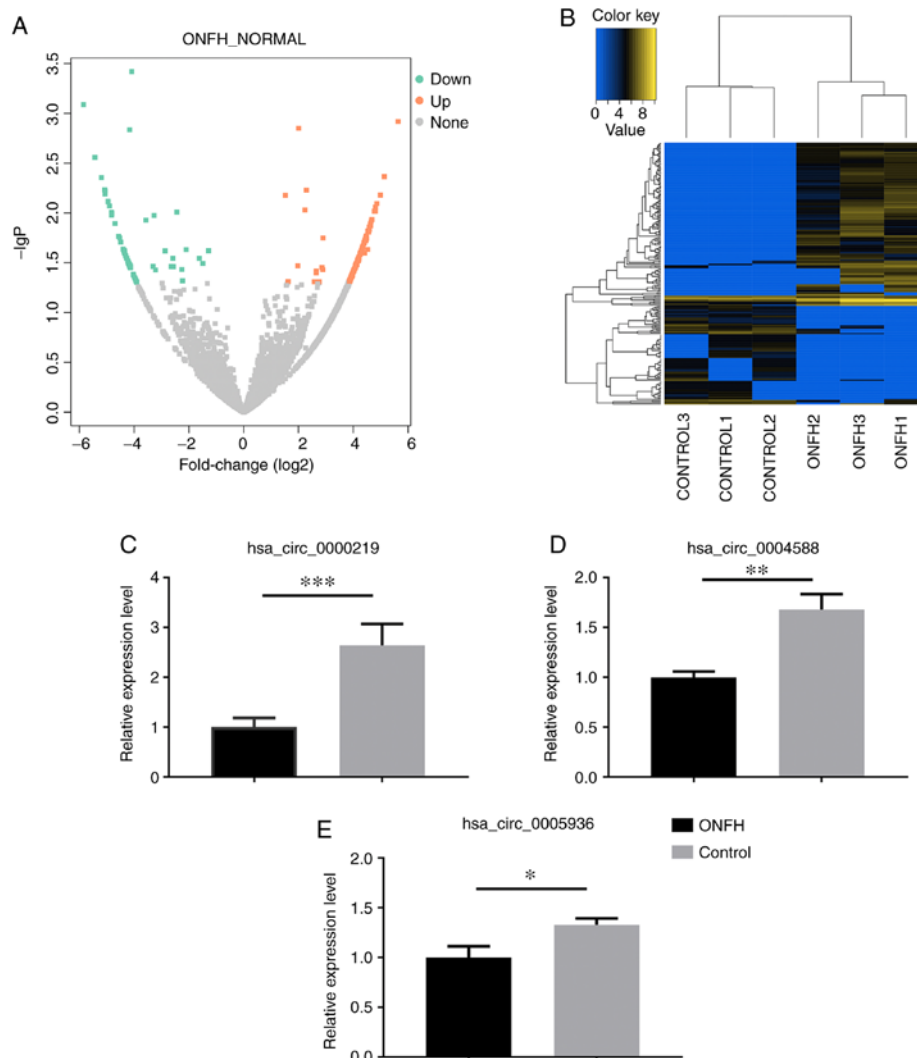 A
ONFH_NORMAL
3.5
3.0
2.5
2.0
1.5
1.0
0.5
0.0
-lgP
−6
−4
−2
0
2
4
6
Fold-change (log2)
Down
Up
None
B
Color key
0 4 6 8
Value
CONTROL3
CONTROL1
CONTROL2
ONFH2
ONFH3
ONFH1
C
hsa_circ_0000219
***
4
3
2
1
0
Relative expression level
D
hsa_circ_0004588
**
2.0
1.5
1.0
0.5
0.0
Relative expression level
E
hsa_circ_0005936
*
2.0
1.5
1.0
0.5
0.0
Relative expression level
ONFH
Control